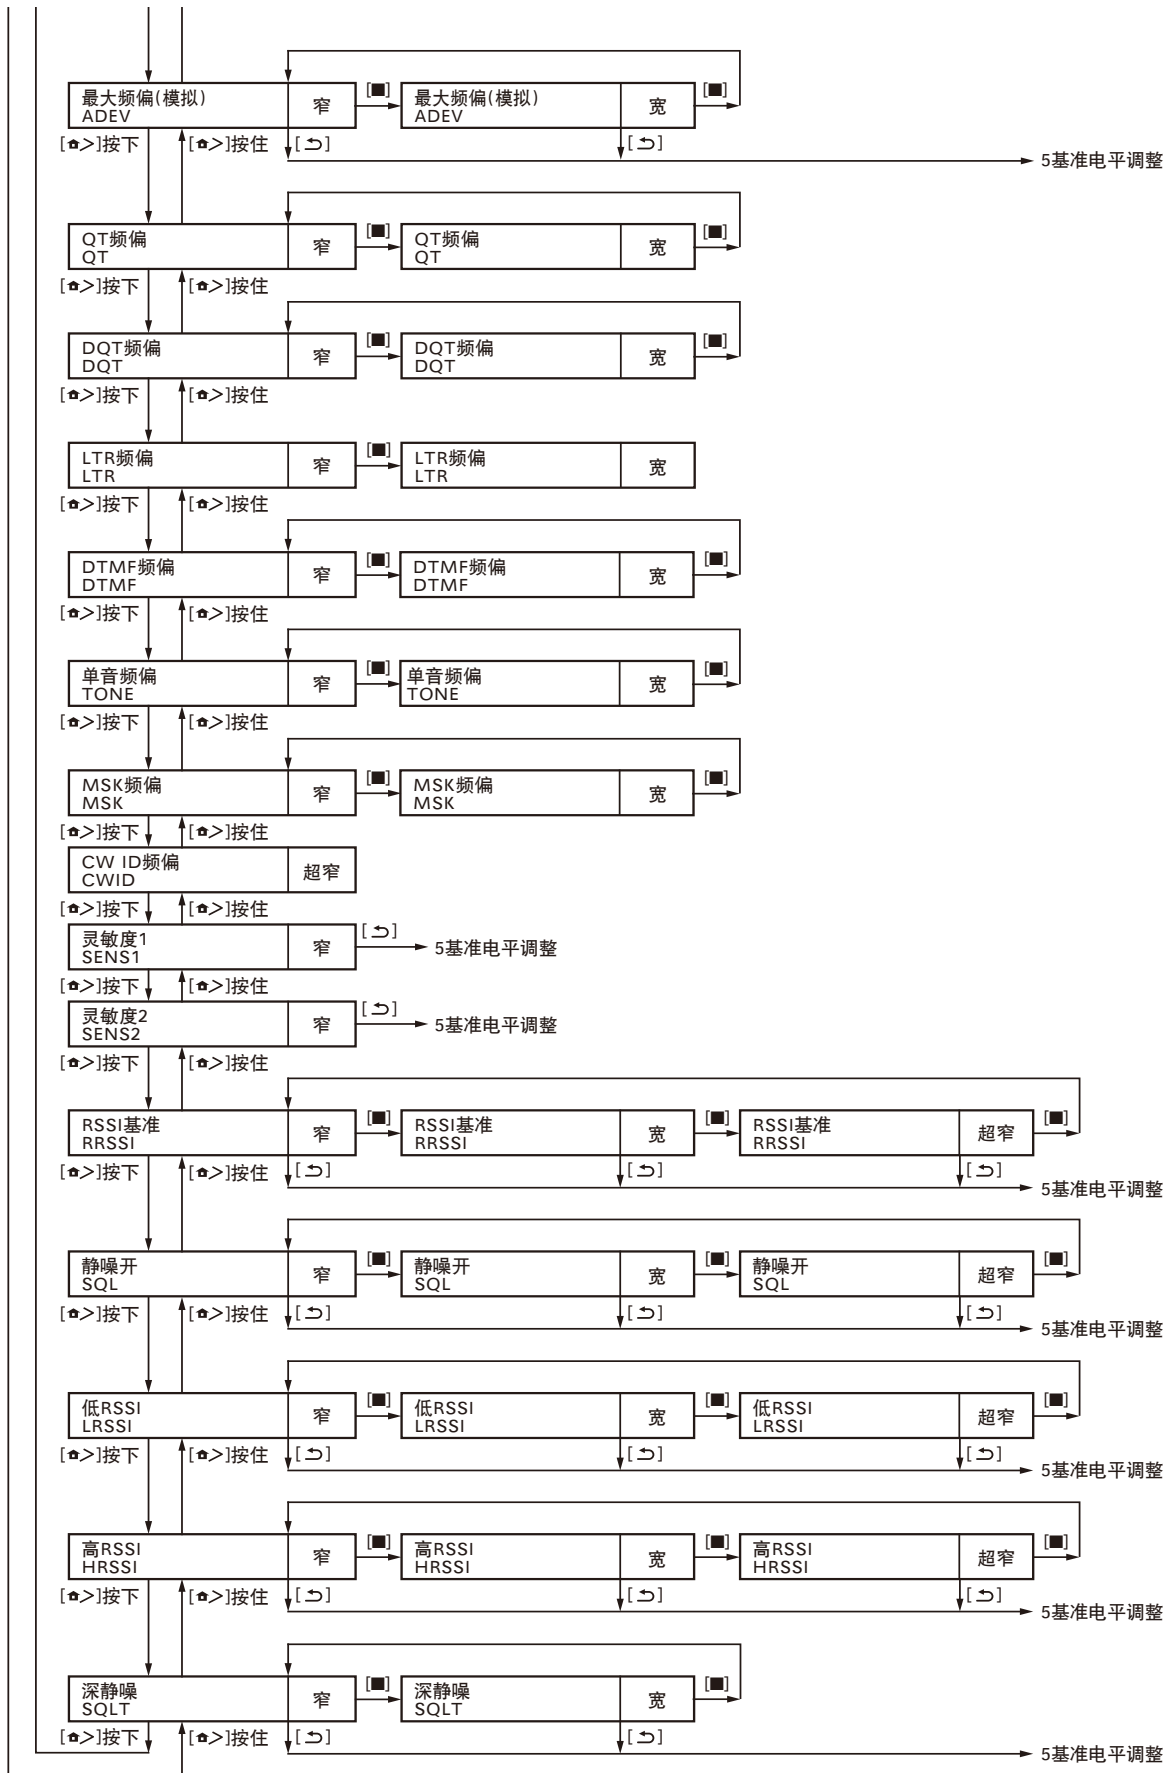 最大频偏(模拟)
ADEV
窄
[■]
最大频偏(模拟)
ADEV
宽
[■]
[>]按下
[>]按住
[⮌]
[⮌]
5基准电平调整
QT频偏
QT
窄
[■]
QT频偏
QT
宽
[■]
[>]按下
[>]按住
DQT频偏
DQT
窄
[■]
DQT频偏
DQT
宽
[■]
[>]按下
[>]按住
LTR频偏
LTR
窄
[■]
LTR频偏
LTR
宽
[>]按下
[>]按住
DTMF频偏
DTMF
窄
[■]
DTMF频偏
DTMF
宽
[■]
[>]按下
[>]按住
单音频偏
TONE
窄
[■]
单音频偏
TONE
宽
[■]
[>]按下
[>]按住
MSK频偏
MSK
窄
[■]
MSK频偏
MSK
宽
[■]
[>]按下
[>]按住
CW ID频偏
CWID
超窄
[>]按下
[>]按住
灵敏度1
SENS1
窄
[⮌]
5基准电平调整
[>]按下
[>]按住
灵敏度2
SENS2
窄
[⮌]
5基准电平调整
[>]按下
[>]按住
RSSI基准
RRSSI
窄
[■]
RSSI基准
RRSSI
宽
[■]
RSSI基准
RRSSI
超窄
[■]
[>]按下
[>]按住
[⮌]
[⮌]
[⮌]
5基准电平调整
静噪开
SQL
窄
[■]
静噪开
SQL
宽
[■]
静噪开
SQL
超窄
[■]
[>]按下
[>]按住
[⮌]
[⮌]
[⮌]
5基准电平调整
低RSSI
LRSSI
窄
[■]
低RSSI
LRSSI
宽
[■]
低RSSI
LRSSI
超窄
[■]
[>]按下
[>]按住
[⮌]
[⮌]
[⮌]
5基准电平调整
高RSSI
HRSSI
窄
[■]
高RSSI
HRSSI
宽
[■]
高RSSI
HRSSI
超窄
[■]
[>]按下
[>]按住
[⮌]
[⮌]
[⮌]
5基准电平调整
深静噪
SQLT
窄
[■]
深静噪
SQLT
宽
[■]
[>]按下
[>]按住
[⮌]
[⮌]
5基准电平调整